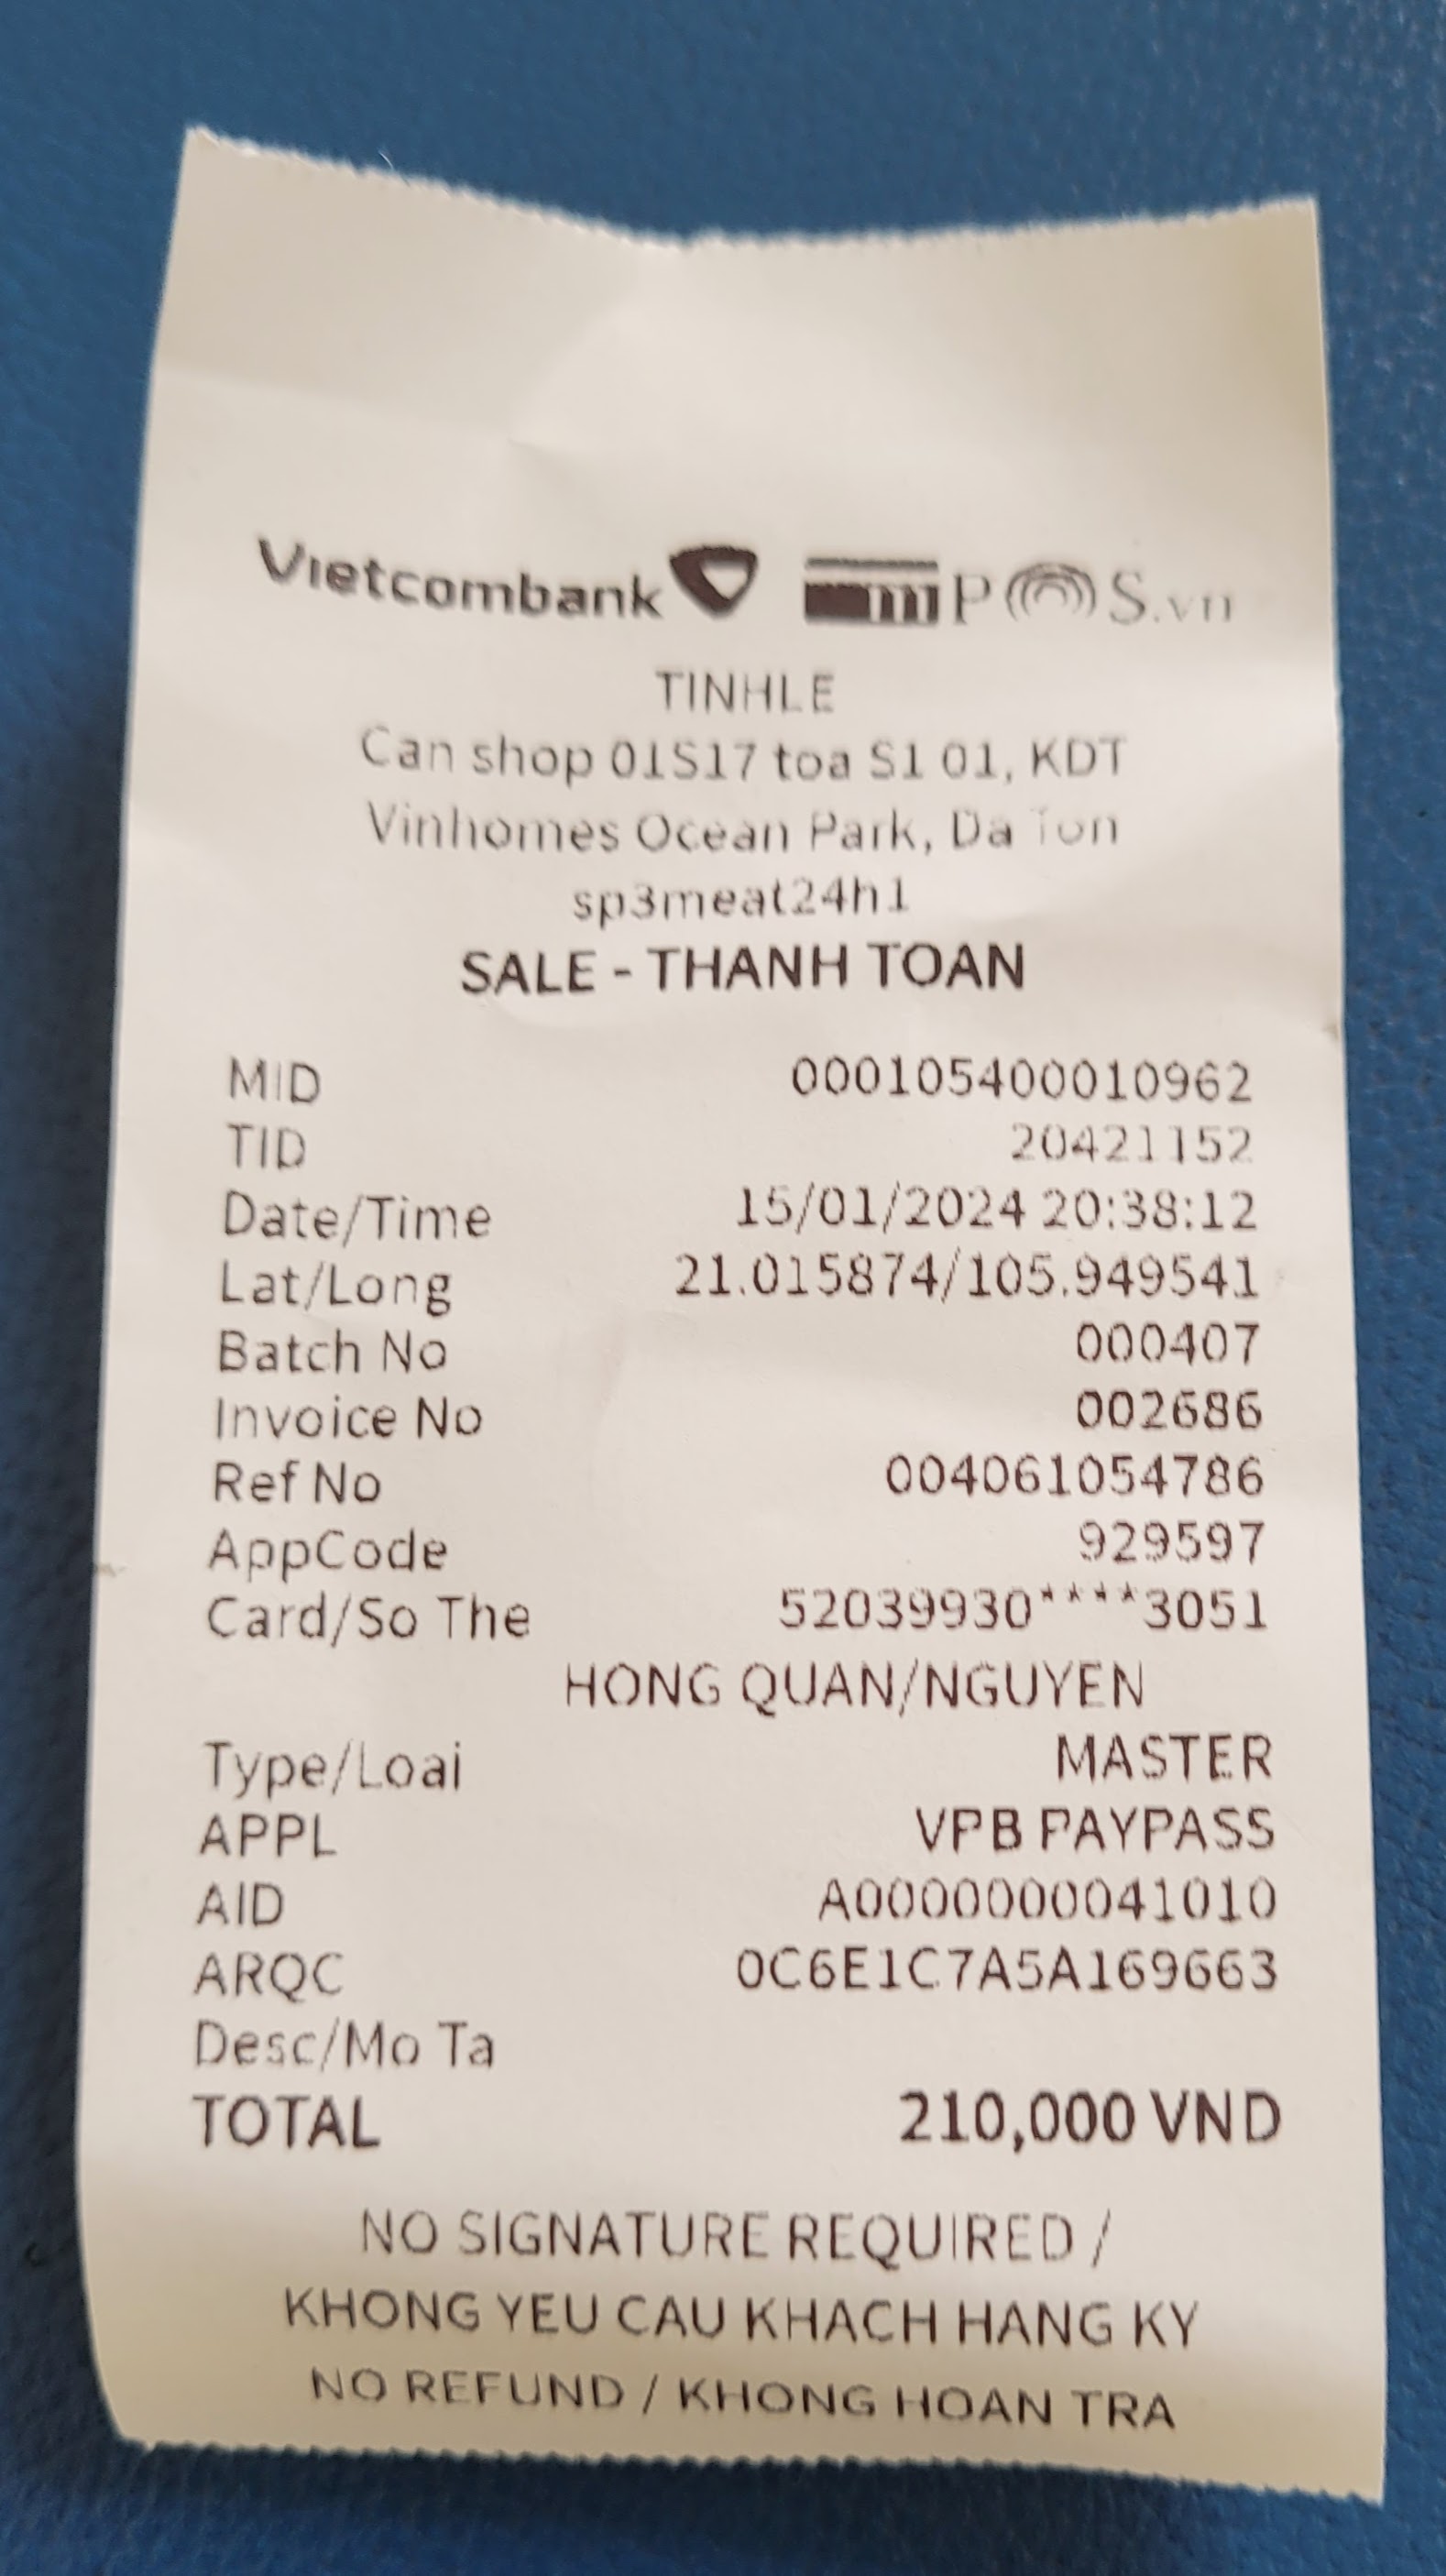 Vietcombank mPOS.vn
TINHLE
Can shop 01S17 toa S1 01, KDT
Vinhomes Ocean Park, Da Ton
sp3meat24h1
SALE - THANH TOAN
MID 000105400010962
TID 20421152
Date/Time 15/01/2024 20:38:12
Lat/Long 21.015874/105.949541
Batch No 000407
Invoice No 002686
Ref No 004061054786
AppCode 929597
Card/So The 52039930****3051
HONG QUAN/NGUYEN
Type/Loai MASTER
APPL VPB PAYPASS
AID A0000000041010
ARQC 0C6E1C7A5A169663
Desc/Mo Ta
TOTAL 210,000 VND
NO SIGNATURE REQUIRED /
KHONG YEU CAU KHACH HANG KY
NO REFUND / KHONG HOAN TRA